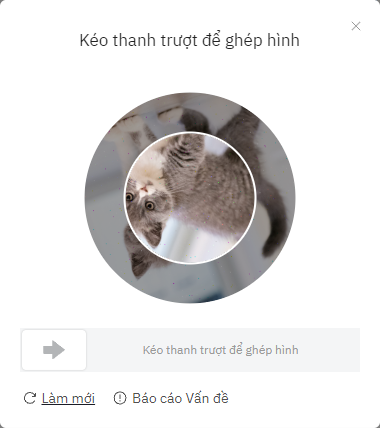 Kéo thanh trượt để ghép hình
Kéo thanh trượt để ghép hình
Làm mới
Báo cáo Vấn đề